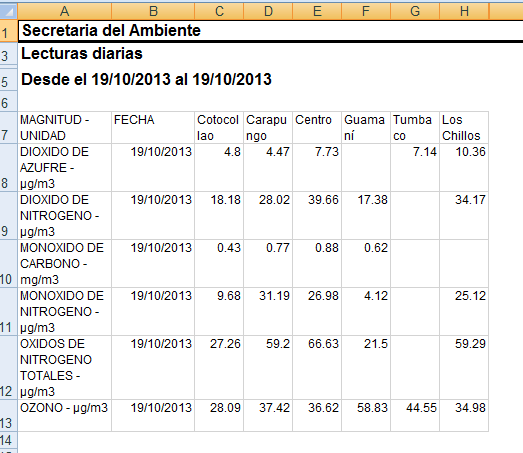 A B C D E F G H
1 Secretaria del Ambiente
3 Lecturas diarias
5 Desde el 19/10/2013 al 19/10/2013
6
7 MAGNITUD - UNIDAD FECHA Cotocollao Carapungo Centro Guamaní Tumbaco Los Chillos
8 DIOXIDO DE AZUFRE - µg/m3 19/10/2013 4.8 4.47 7.73 7.14 10.36
9 DIOXIDO DE NITROGENO - µg/m3 19/10/2013 18.18 28.02 39.66 17.38 34.17
10 MONOXIDO DE CARBONO - mg/m3 19/10/2013 0.43 0.77 0.88 0.62
11 MONOXIDO DE NITROGENO - µg/m3 19/10/2013 9.68 31.19 26.98 4.12 25.12
12 OXIDOS DE NITROGENO TOTALES - µg/m3 19/10/2013 27.26 59.2 66.63 21.5 59.29
13 OZONO - µg/m3 19/10/2013 28.09 37.42 36.62 58.83 44.55 34.98
14